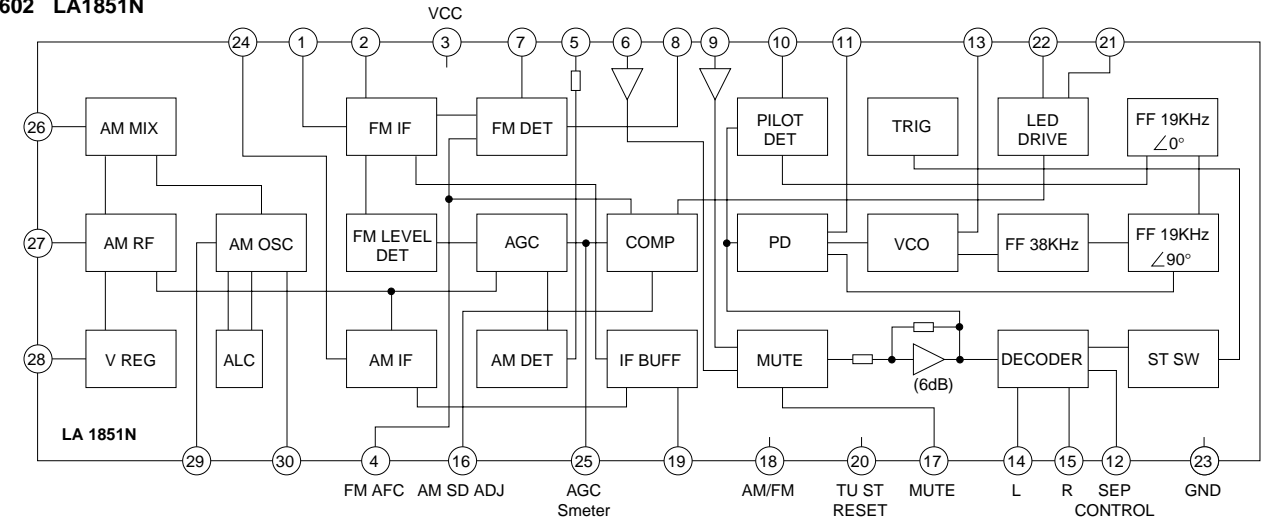 602 LA1851N
VCC
24 1 2 3 7 5 6 8 9 10 11 13 22 21
26 AM MIX FM IF FM DET PILOT DET TRIG LED DRIVE FF 19KHz ∠0°
27 AM RF AM OSC FM LEVEL DET AGC COMP PD VCO FF 38KHz FF 19KHz ∠90°
28 V REG ALC AM IF AM DET IF BUFF MUTE (6dB) DECODER ST SW
LA 1851N
29 30 4 16 25 19 18 20 17 14 15 12 23
FM AFC AM SD ADJ AGC AM/FM TU ST MUTE L R SEP GND
Smeter RESET CONTROL